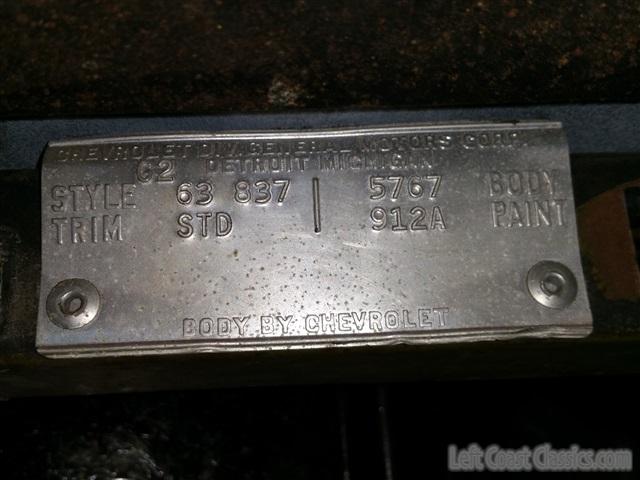 CHEVROLET DIV. GENERAL MOTORS CORP.
G2 DETROIT MICHIGAN
STYLE 63 837 | 5767 BODY
TRIM STD 912A PAINT
BODY BY CHEVROLET
Left Coast Classics.com